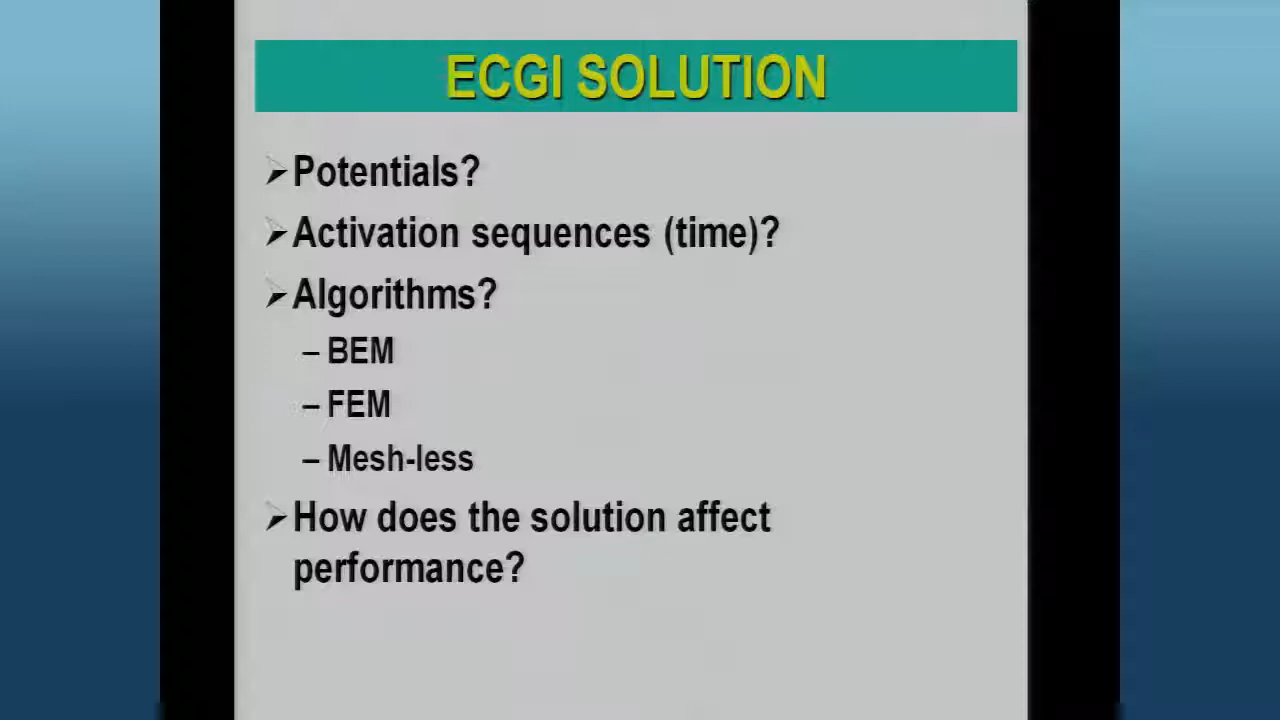 ECGI SOLUTION
➢Potentials?
➢Activation sequences (time)?
➢Algorithms?
– BEM
– FEM
– Mesh-less
➢How does the solution affect
performance?